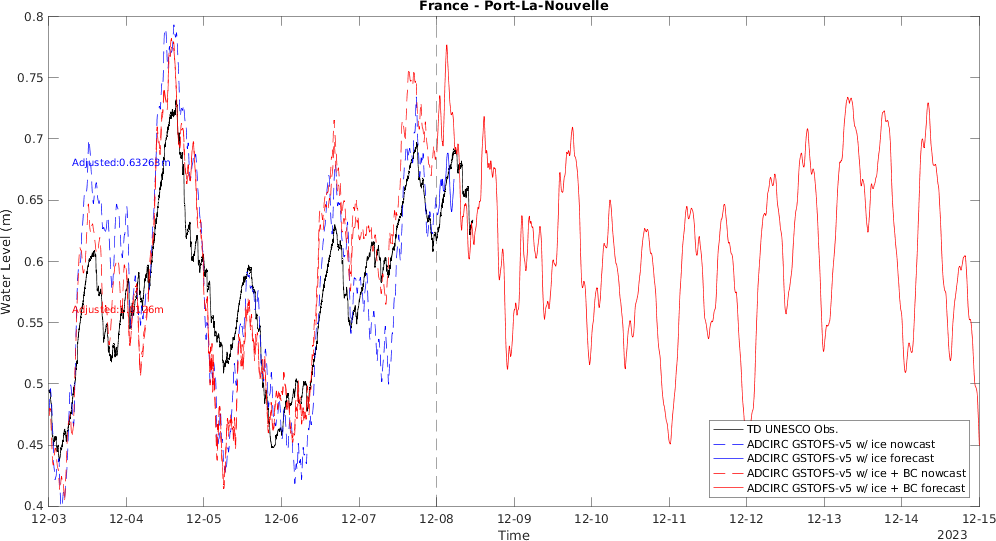 France - Port-La-Nouvelle
Water Level (m)
0.8
0.75
0.7
0.65
0.6
0.55
0.5
0.45
0.4
Adjusted:0.63263m
12-03
12-04
12-05
12-06
12-07
12-08
12-09
12-10
12-11
12-12
12-13
12-14
12-15
Time
2023
TD UNESCO Obs.
ADCIRC GSTOFS-v5 w/ ice nowcast
ADCIRC GSTOFS-v5 w/ ice forecast
ADCIRC GSTOFS-v5 w/ ice + BC nowcast
ADCIRC GSTOFS-v5 w/ ice + BC forecast